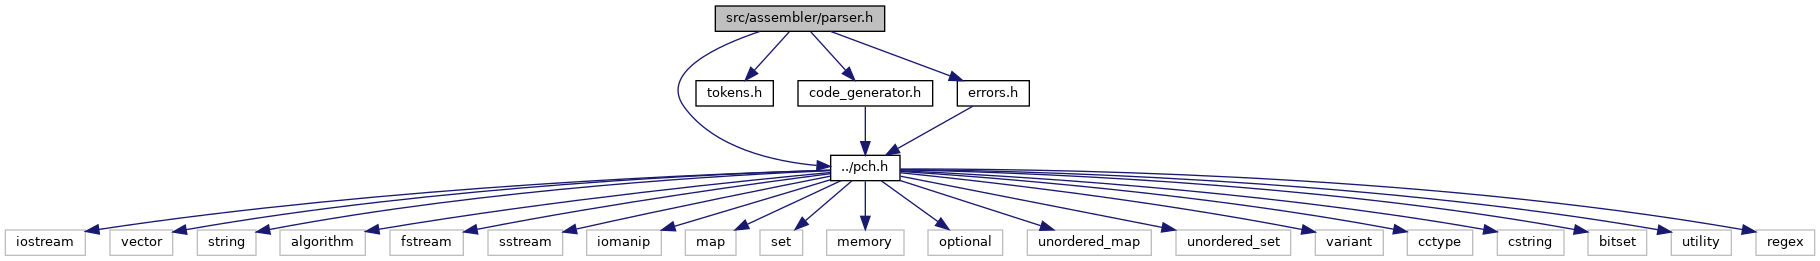 src/assembler/parser.h
tokens.h
code_generator.h
errors.h
../pch.h
iostream
vector
string
algorithm
fstream
sstream
iomanip
map
set
memory
optional
unordered_map
unordered_set
variant
cctype
cstring
bitset
utility
regex